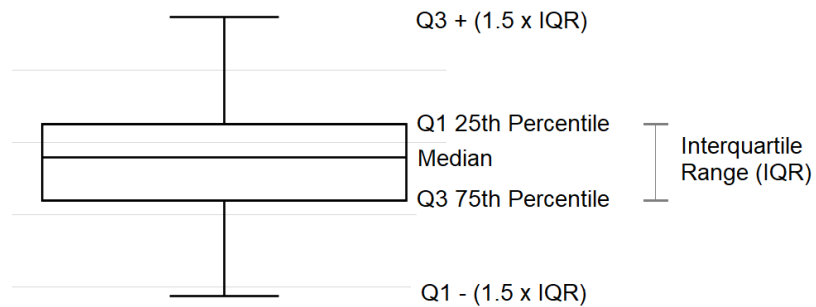 Q3 + (1.5 x IQR)
Q1 25th Percentile
Median
Q3 75th Percentile
Interquartile
Range (IQR)
Q1 - (1.5 x IQR)